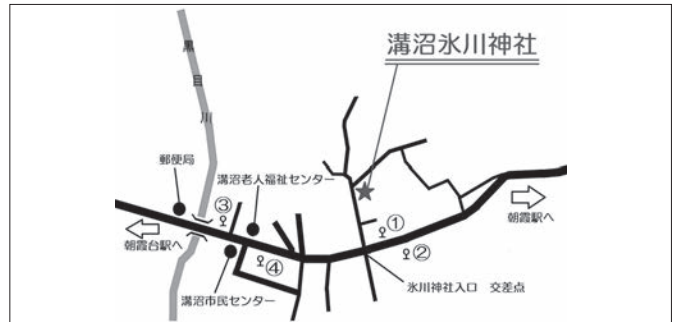 溝沼氷川神社
黒目川
郵便局
溝沼老人福祉センター
③
①
朝霞駅へ
朝霞台駅へ
②
④
氷川神社入口 交差点
溝沼市民センター